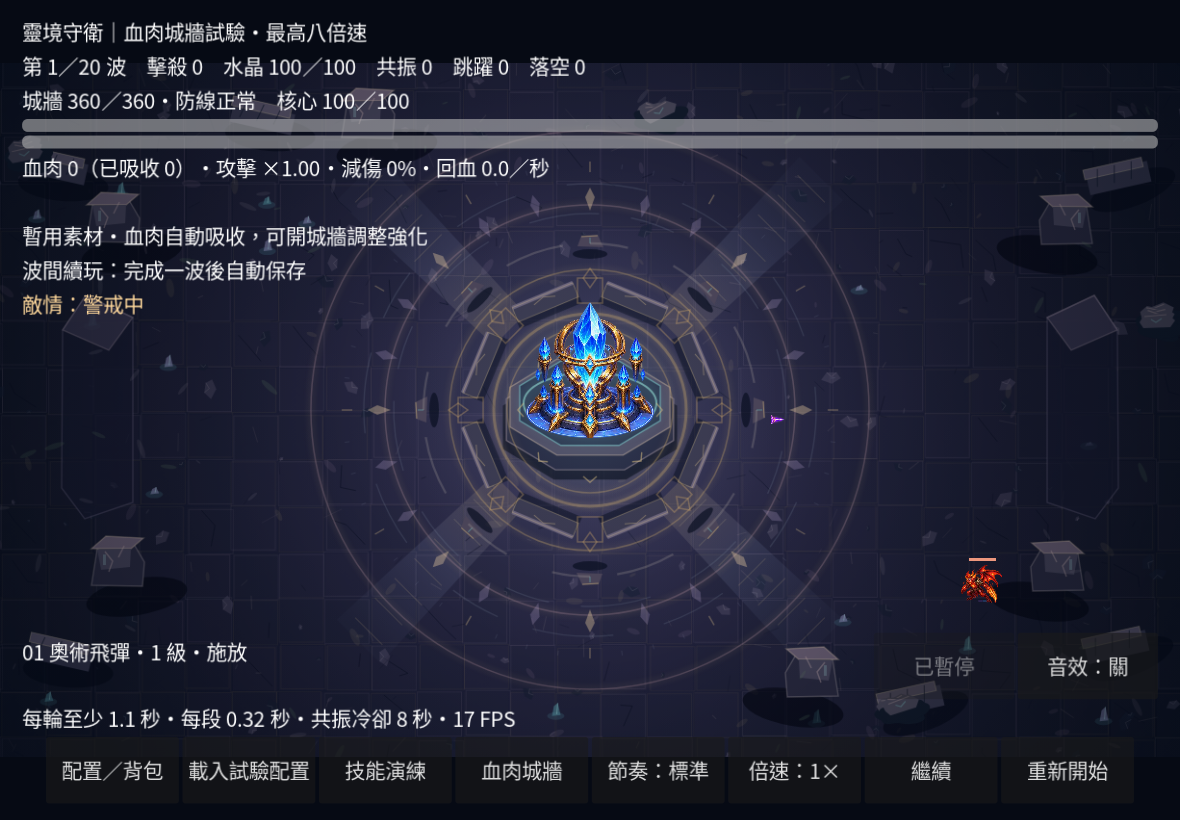 靈境守衛｜血肉城牆試驗・最高八倍速
第 1／20 波　擊殺 0　水晶 100／100　共振 0　跳躍 0　落空 0
城牆 360／360・防線正常　核心 100／100
血肉 0（已吸收 0）・攻擊 ×1.00・減傷 0%・回血 0.0／秒
暫用素材・血肉自動吸收，可開城牆調整強化
波間續玩：完成一波後自動保存
敵情：警戒中
01 奧術飛彈・1 級・施放
已暫停
音效：關
每輪至少 1.1 秒・每段 0.32 秒・共振冷卻 8 秒・17 FPS
配置／背包
載入試驗配置
技能演練
血肉城牆
節奏：標準
倍速：1×
繼續
重新開始